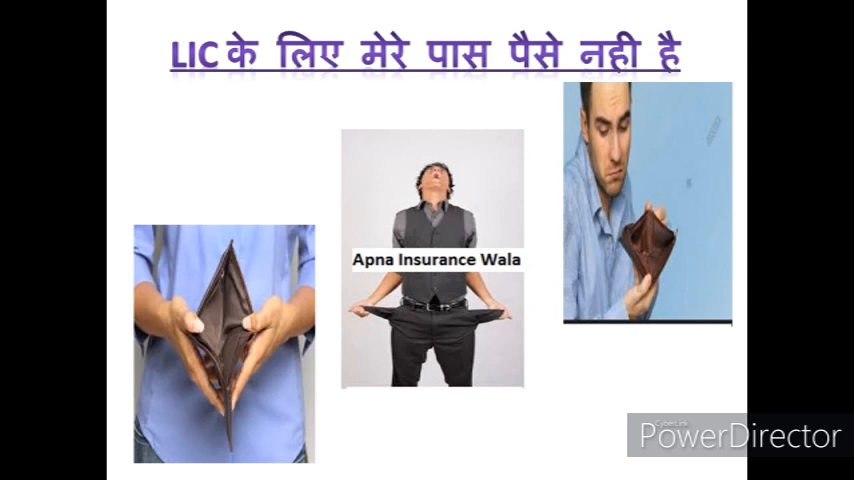 LIC के लिए मेरे पास पैसे नही है
Apna Insurance Wala
CyberLink
PowerDirector